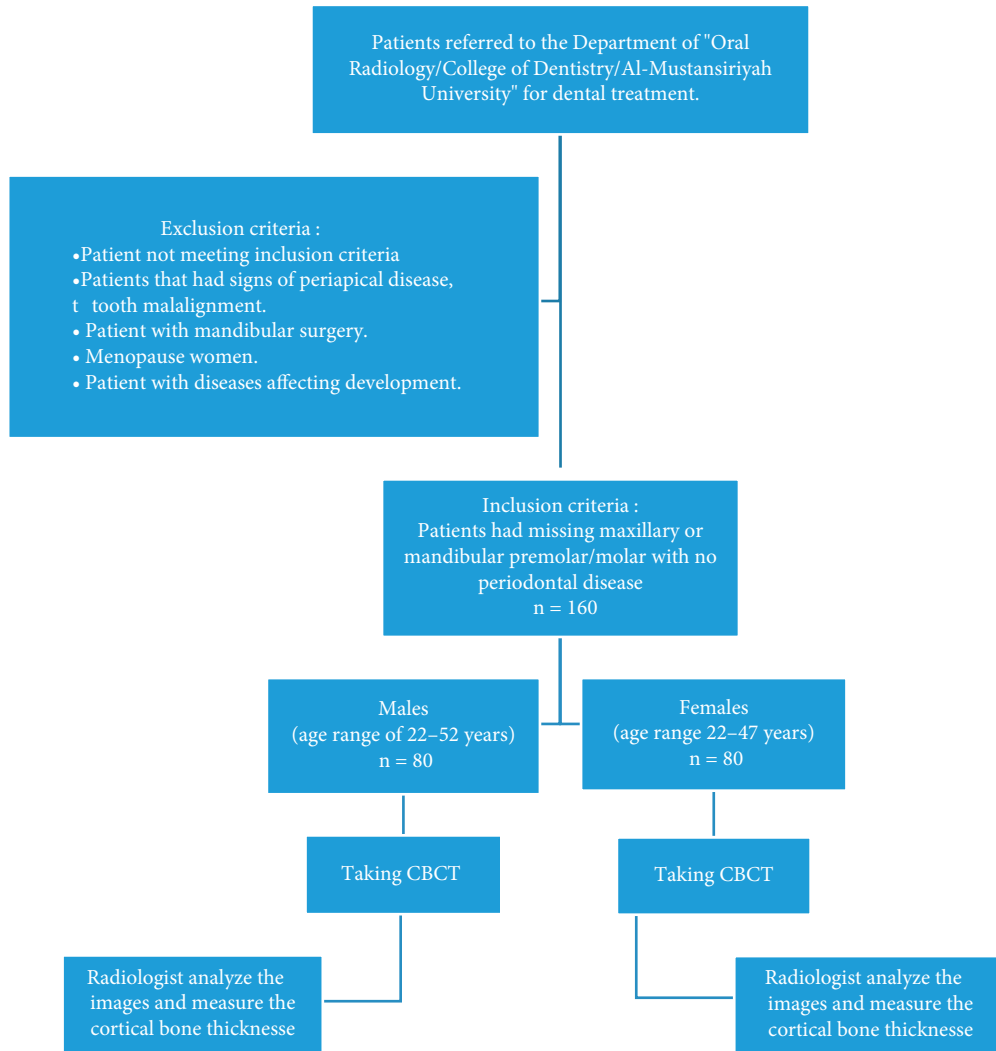 Patients referred to the Department of "Oral
Radiology/College of Dentistry/Al-Mustansiriyah
University" for dental treatment.
Exclusion criteria :
•Patient not meeting inclusion criteria
•Patients that had signs of periapical disease,
t tooth malalignment.
• Patient with mandibular surgery.
• Menopause women.
• Patient with diseases affecting development.
Inclusion criteria :
Patients had missing maxillary or
mandibular premolar/molar with no
periodontal disease
n = 160
Males
(age range of 22–52 years)
n = 80
Females
(age range 22–47 years)
n = 80
Taking CBCT
Taking CBCT
Radiologist analyze the
images and measure the
cortical bone thicknesse
Radiologist analyze the
images and measure the
cortical bone thicknesse